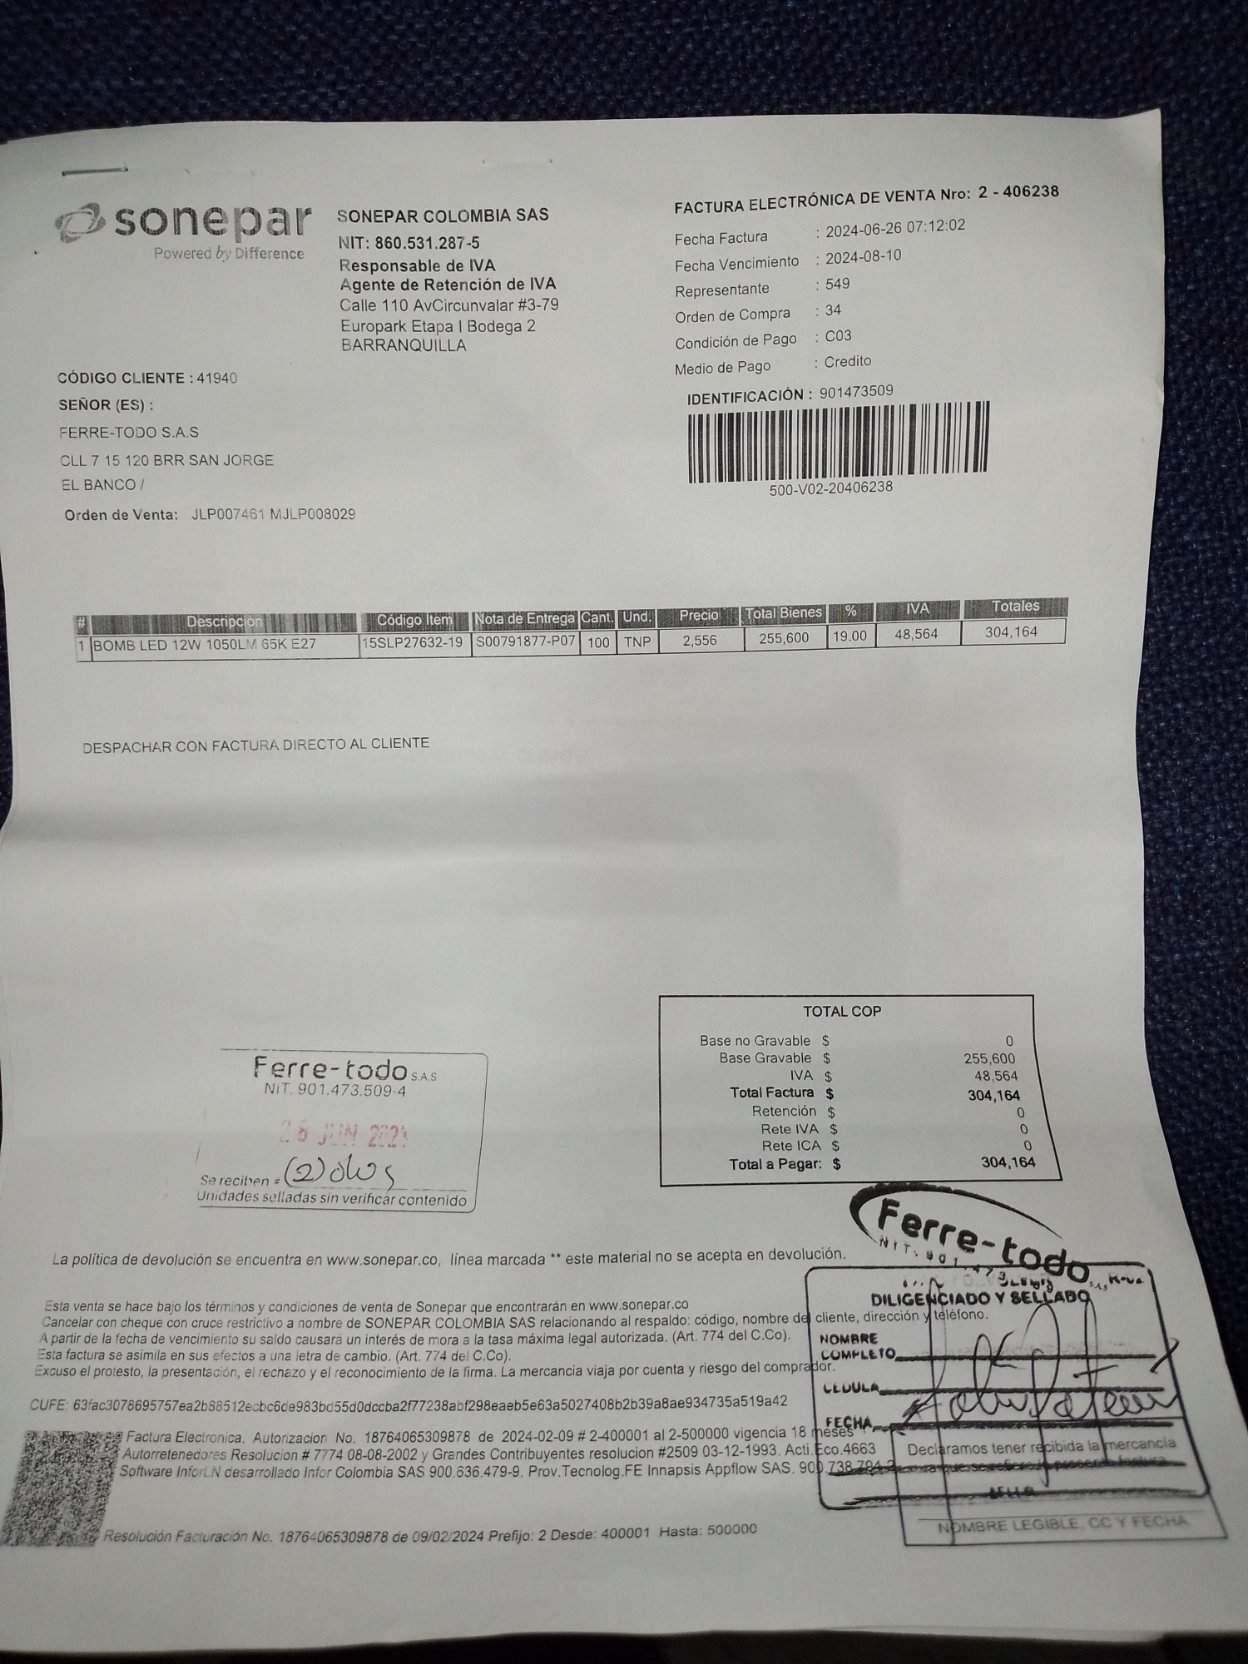 sonepar
Powered by Difference
SONEPAR COLOMBIA SAS
NIT: 860.531.287-5
Responsable de IVA
Agente de Retención de IVA
Calle 110 AvCircunvalar #3-79
Europark Etapa I Bodega 2
BARRANQUILLA
FACTURA ELECTRÓNICA DE VENTA Nro: 2 - 406238
Fecha Factura : 2024-06-26 07:12:02
Fecha Vencimiento : 2024-08-10
Representante : 549
Orden de Compra : 34
Condición de Pago : C03
Medio de Pago : Credito
IDENTIFICACIÓN : 901473509
500-V02-20406238
CÓDIGO CLIENTE : 41940
SEÑOR (ES) :
FERRE-TODO S.A.S
CLL 7 15 120 BRR SAN JORGE
EL BANCO /
Orden de Venta: JLP007461 MJLP008029
# Descripción Código Item Nota de Entrega Cant. Und. Precio Total Bienes % IVA Totales
1 BOMB LED 12W 1050LM 65K E27 15SLP27632-19 S00791877-P07 100 TNP 2,556 255,600 19.00 48,564 304,164
DESPACHAR CON FACTURA DIRECTO AL CLIENTE
TOTAL COP
Base no Gravable $ 0
Base Gravable $ 255,600
IVA $ 48,564
Total Factura $ 304,164
Retención $ 0
Rete IVA $ 0
Rete ICA $ 0
Total a Pagar: $ 304,164
Ferre-todo S.A.S
NIT. 901.473.509-4
28 JUN 2024
Se reciben = (2) dos
Unidades selladas sin verificar contenido
La política de devolución se encuentra en www.sonepar.co, línea marcada ** este material no se acepta en devolución.
Esta venta se hace bajo los términos y condiciones de venta de Sonepar que encontrarán en www.sonepar.co
Cancelar con cheque con cruce restrictivo a nombre de SONEPAR COLOMBIA SAS relacionando al respaldo: código, nombre del cliente, dirección y teléfono.
A partir de la fecha de vencimiento su saldo causará un interés de mora a la tasa máxima legal autorizada. (Art. 774 del C.Co).
Esta factura se asimila en sus efectos a una letra de cambio. (Art. 774 del C.Co).
Excuso el protesto, la presentación, el rechazo y el reconocimiento de la firma. La mercancia viaja por cuenta y riesgo del comprador.
Ferre-todo
DILIGENCIADO Y SELLADO
NOMBRE
COMPLETO
CEDULA
FECHA
SELLO
CUFE: 63fac3078695757ea2b88512ecbc6de983bd55d0dccba2f77238abf298eaeb5e63a5027408b2b39a8ae934735a519a42
Factura Electronica. Autorizacion No. 18764065309878 de 2024-02-09 # 2-400001 al 2-500000 vigencia 18 meses
Autorretenedores Resolucion # 7774 08-08-2002 y Grandes Contribuyentes resolucion #2509 03-12-1993. Acti.Eco.4663
Software InforLN desarrollado Infor Colombia SAS 900.636.479-9. Prov.Tecnolog.FE Innapsis Appflow SAS. 900.738.784-2
Declaramos tener recibida la mercancia
NOMBRE LEGIBLE, CC Y FECHA
Resolución Facturación No. 18764065309878 de 09/02/2024 Prefijo: 2 Desde: 400001 Hasta: 500000